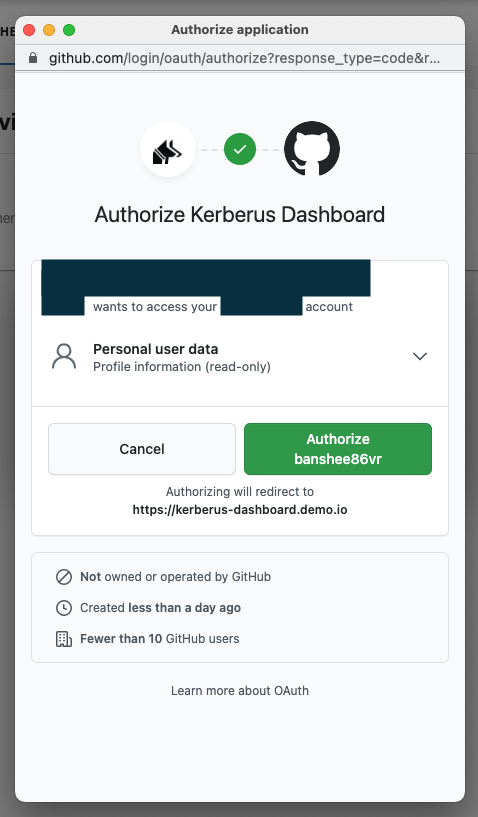 Authorize application
github.com/login/oauth/authorize?response_type=code&r...
Authorize Kerberus Dashboard
wants to access your account
Personal user data
Profile information (read-only)
Cancel
Authorize
banshee86vr
Authorizing will redirect to
https://kerberus-dashboard.demo.io
Not owned or operated by GitHub
Created less than a day ago
Fewer than 10 GitHub users
Learn more about OAuth